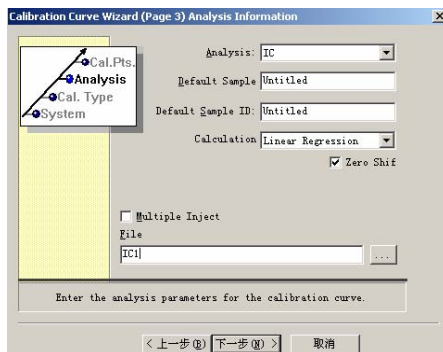 Calibration Curve Wizard (Page 3) Analysis Information
Cal.Pts.
Analysis
Cal. Type
System
Analysis: IC
Default Sample Untitled
Default Sample ID: Untitled
Calculation Linear Regression
Zero Shif
Multiple Inject
File
IC1
...
Enter the analysis parameters for the calibration curve.
< 上一步(B) 下一步(N) > 取消